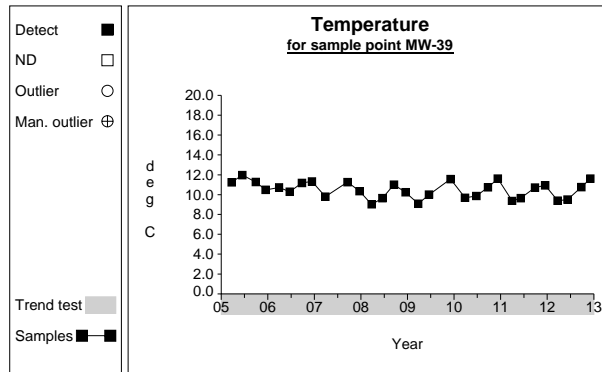 Detect
ND
Outlier
Man. outlier
Trend test
Samples
Temperature
for sample point MW-39
deg C
20.0
18.0
16.0
14.0
12.0
10.0
8.0
6.0
4.0
2.0
0.0
05 06 07 08 09 10 11 12 13
Year